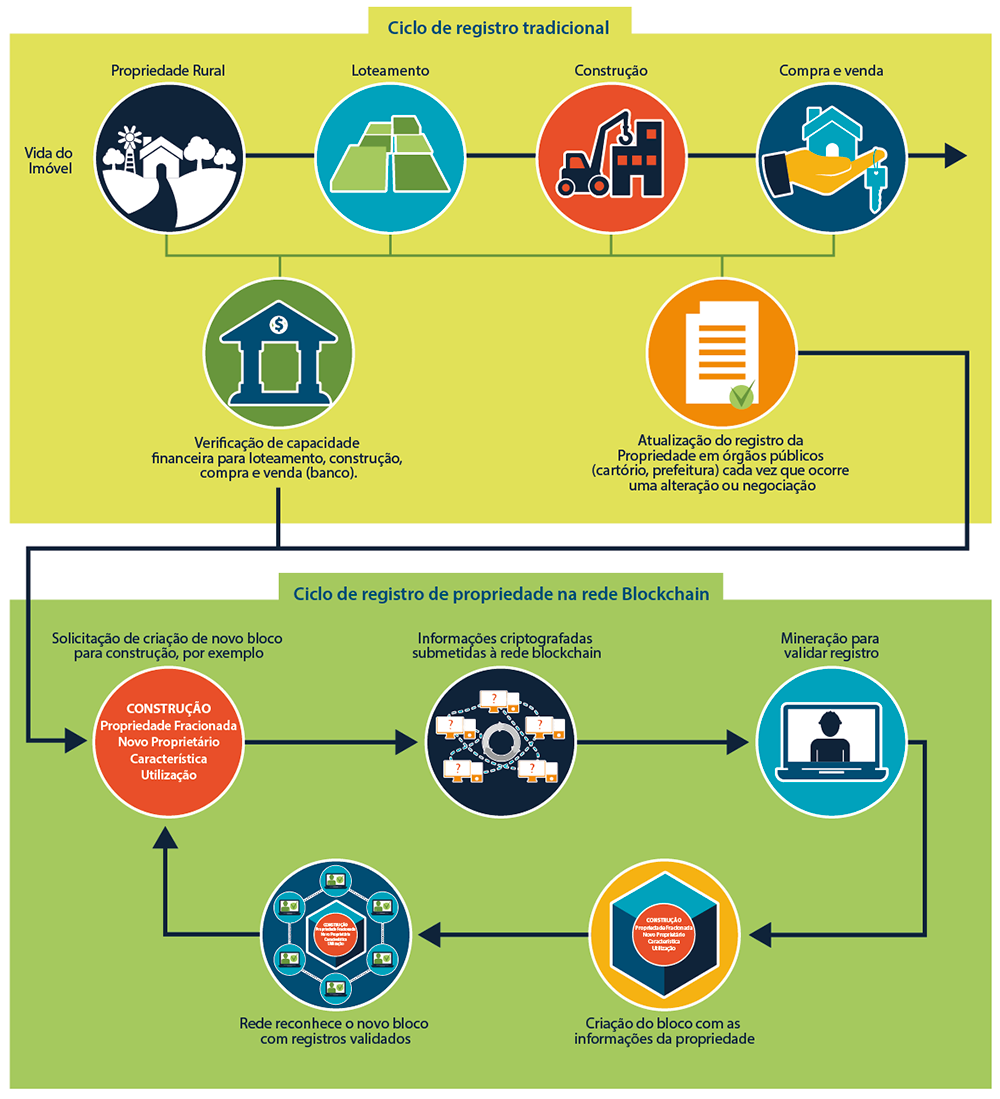 Ciclo de registro tradicional
Propriedade Rural
Loteamento
Construção
Compra e venda
Vida do
Imóvel
$
Verificação de capacidade
financeira para loteamento, construção,
compra e venda (banco).
Atualização do registro da
Propriedade em órgãos públicos
(cartório, prefeitura) cada vez que ocorre
uma alteração ou negociação
Ciclo de registro de propriedade na rede Blockchain
Solicitação de criação de novo bloco
para construção, por exemplo
CONSTRUÇÃO
Propriedade Fracionada
Novo Proprietário
Característica
Utilização
Informações criptografadas
submetidas à rede blockchain
?
?
?
?
?
Mineração para
validar registro
CONSTRUÇÃO
Propriedade Fracionada
Novo Proprietário
Característica
Utilização
Rede reconhece o novo bloco
com registros validados
CONSTRUÇÃO
Propriedade Fracionada
Novo Proprietário
Característica
Utilização
Criação do bloco com as
informações da propriedade